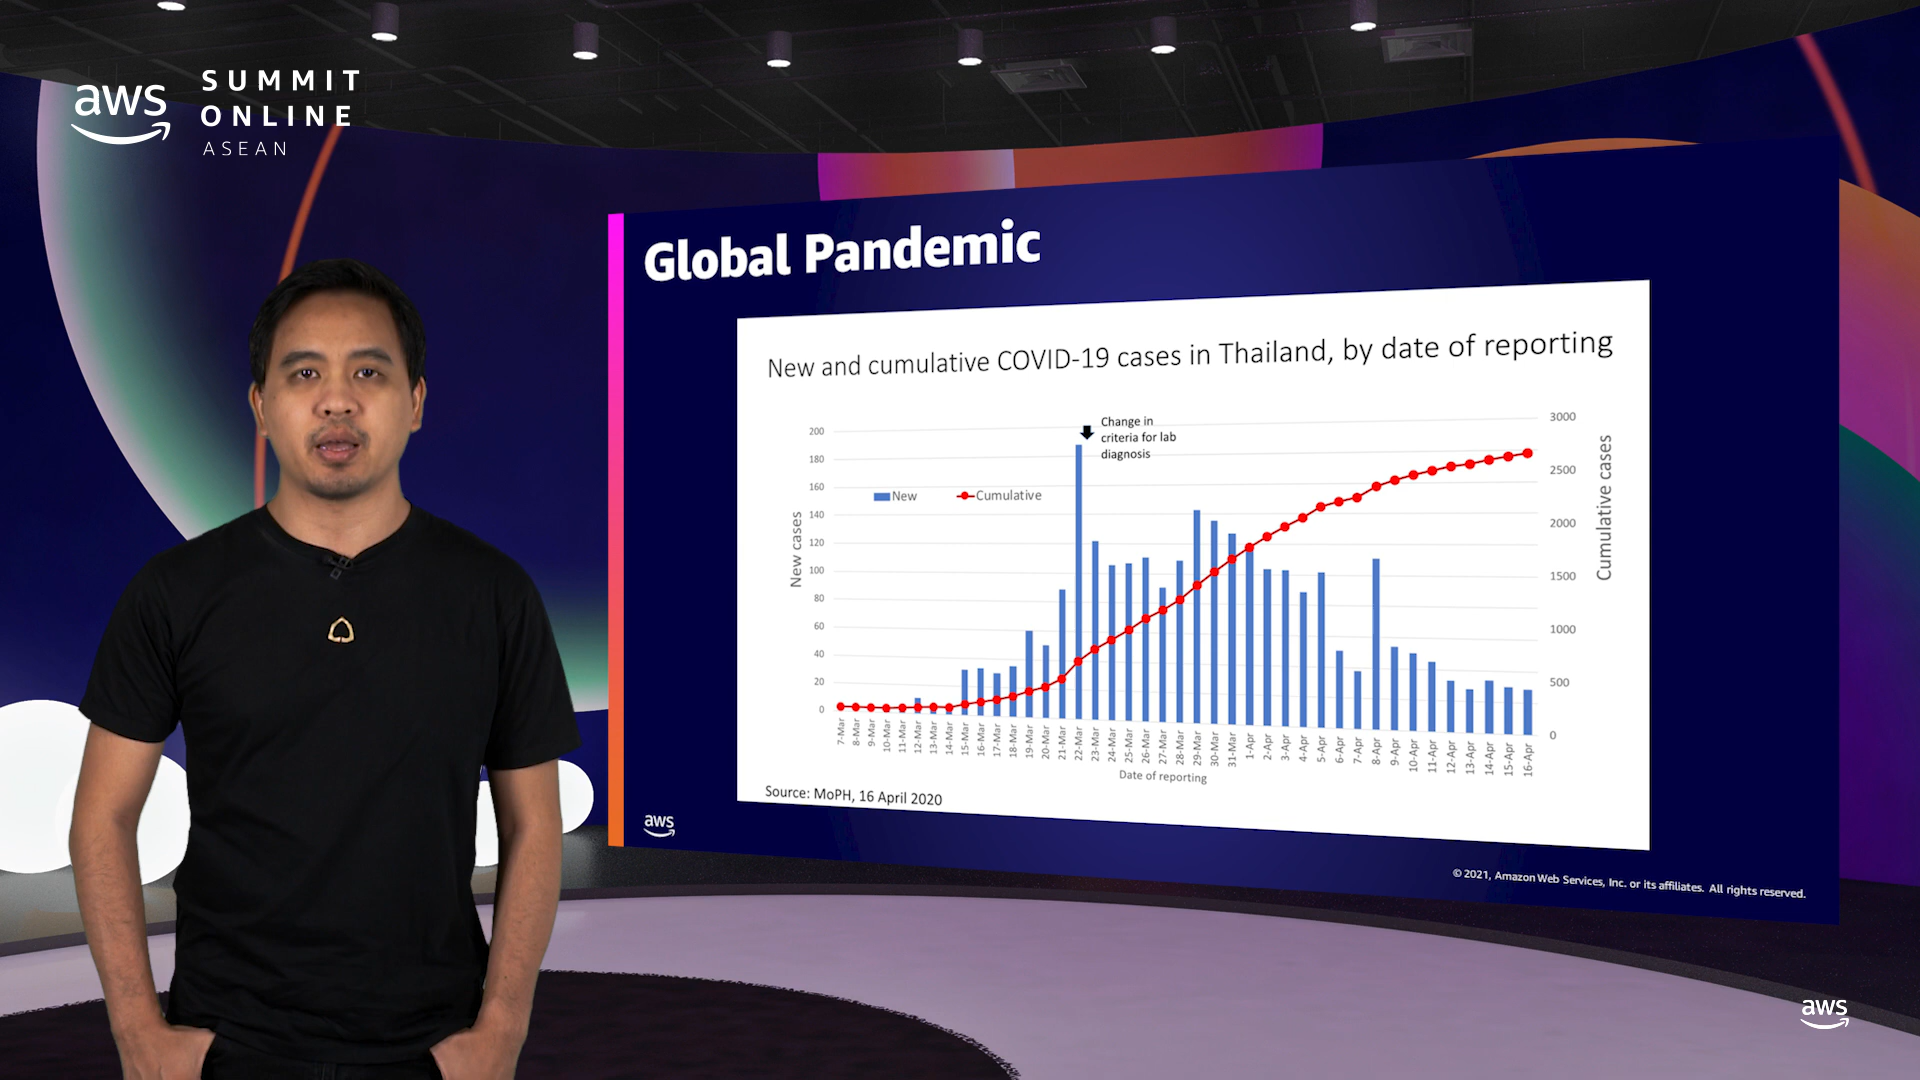 aws
SUMMIT
ONLINE
ASEAN
Global Pandemic
New and cumulative COVID-19 cases in Thailand, by date of reporting
Change in
criteria for lab
diagnosis
New
Cumulative
New cases
200
180
160
140
120
100
80
60
40
20
0
Cumulative cases
3000
2500
2000
1500
1000
500
0
7-Mar
8-Mar
9-Mar
10-Mar
11-Mar
12-Mar
13-Mar
14-Mar
15-Mar
16-Mar
17-Mar
18-Mar
19-Mar
20-Mar
21-Mar
22-Mar
23-Mar
24-Mar
25-Mar
26-Mar
27-Mar
28-Mar
29-Mar
30-Mar
31-Mar
1-Apr
2-Apr
3-Apr
4-Apr
5-Apr
6-Apr
7-Apr
8-Apr
9-Apr
10-Apr
11-Apr
12-Apr
13-Apr
14-Apr
15-Apr
16-Apr
Date of reporting
Source: MoPH, 16 April 2020
aws
© 2021, Amazon Web Services, Inc. or its affiliates. All rights reserved.
aws